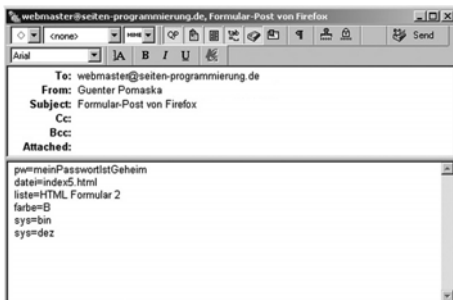 webmaster@seiten-programmierung.de, Formular-Post von Firefox
<none> MIME QP Send
Arial A B I U
To: webmaster@seiten-programmierung.de
From: Guenter Pomaska
Subject: Formular-Post von Firefox
Cc:
Bcc:
Attached:
pw=meinPasswortIstGeheim
datei=index5.html
liste=HTML Formular 2
farbe=B
sys=bin
sys=dez